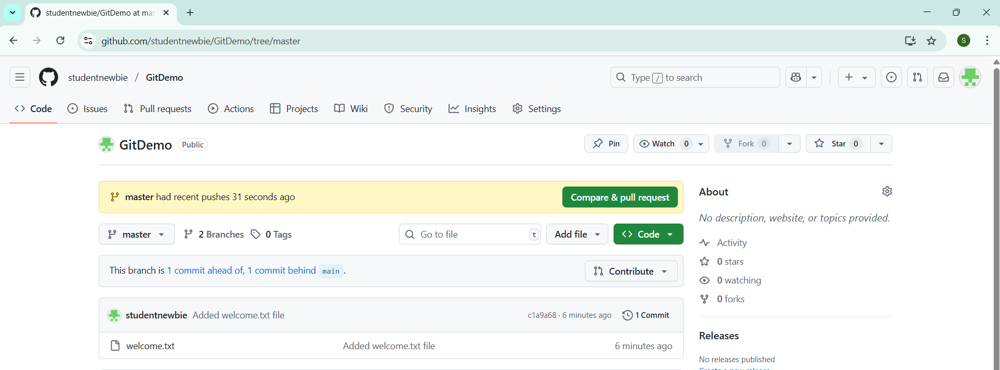 studentnewbie/GitDemo at mas
github.com/studentnewbie/GitDemo/tree/master
S
studentnewbie / GitDemo
Type / to search
Code Issues Pull requests Actions Projects Wiki Security Insights Settings
GitDemo Public
Pin Watch 0 Fork 0 Star 0
master had recent pushes 31 seconds ago Compare & pull request
master 2 Branches 0 Tags Go to file t Add file Code
This branch is 1 commit ahead of, 1 commit behind main . Contribute
studentnewbie Added welcome.txt file c1a9a68 · 6 minutes ago 1 Commit
welcome.txt Added welcome.txt file 6 minutes ago
About
No description, website, or topics provided.
Activity
0 stars
0 watching
0 forks
Releases
No releases published
Create a new release